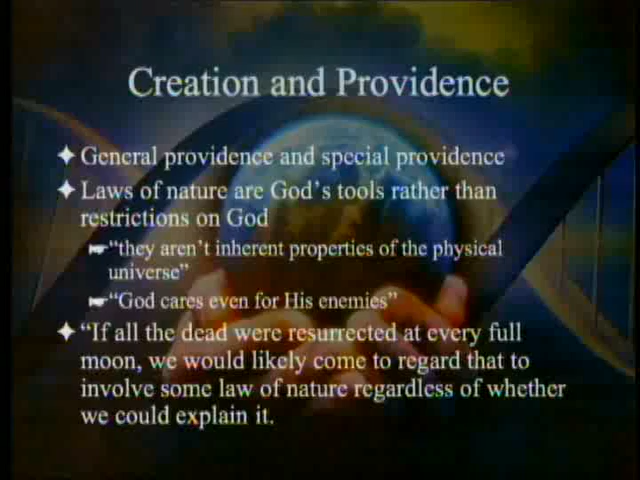 Creation and Providence
General providence and special providence
Laws of nature are God's tools rather than
restrictions on God
"they aren't inherent properties of the physical
universe"
"God cares even for His enemies"
"If all the dead were resurrected at every full
moon, we would likely come to regard that to
involve some law of nature regardless of whether
we could explain it.